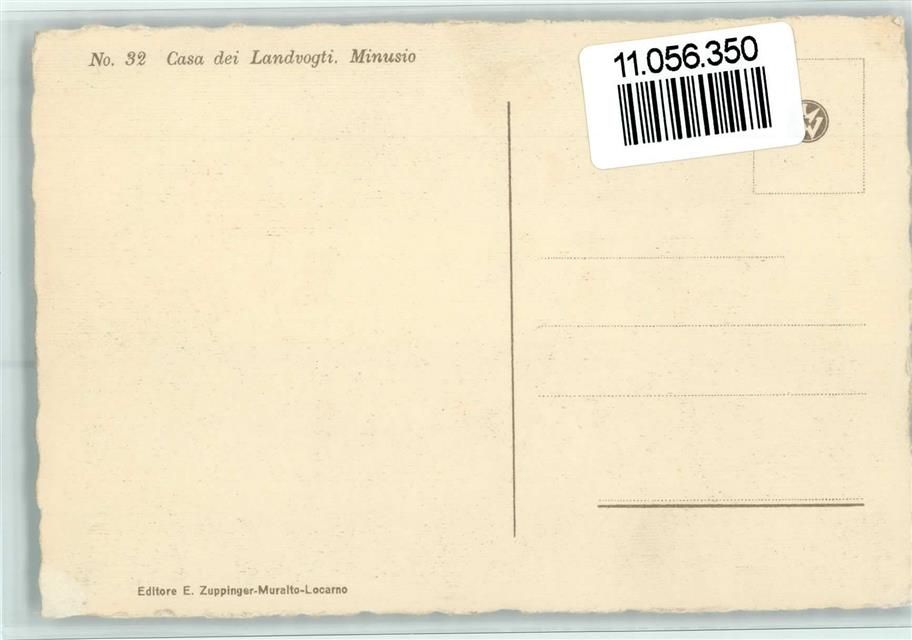 No. 32 Casa dei Landvogti. Minusio
11.056.350
Editore E. Zuppinger-Muralto-Locarno